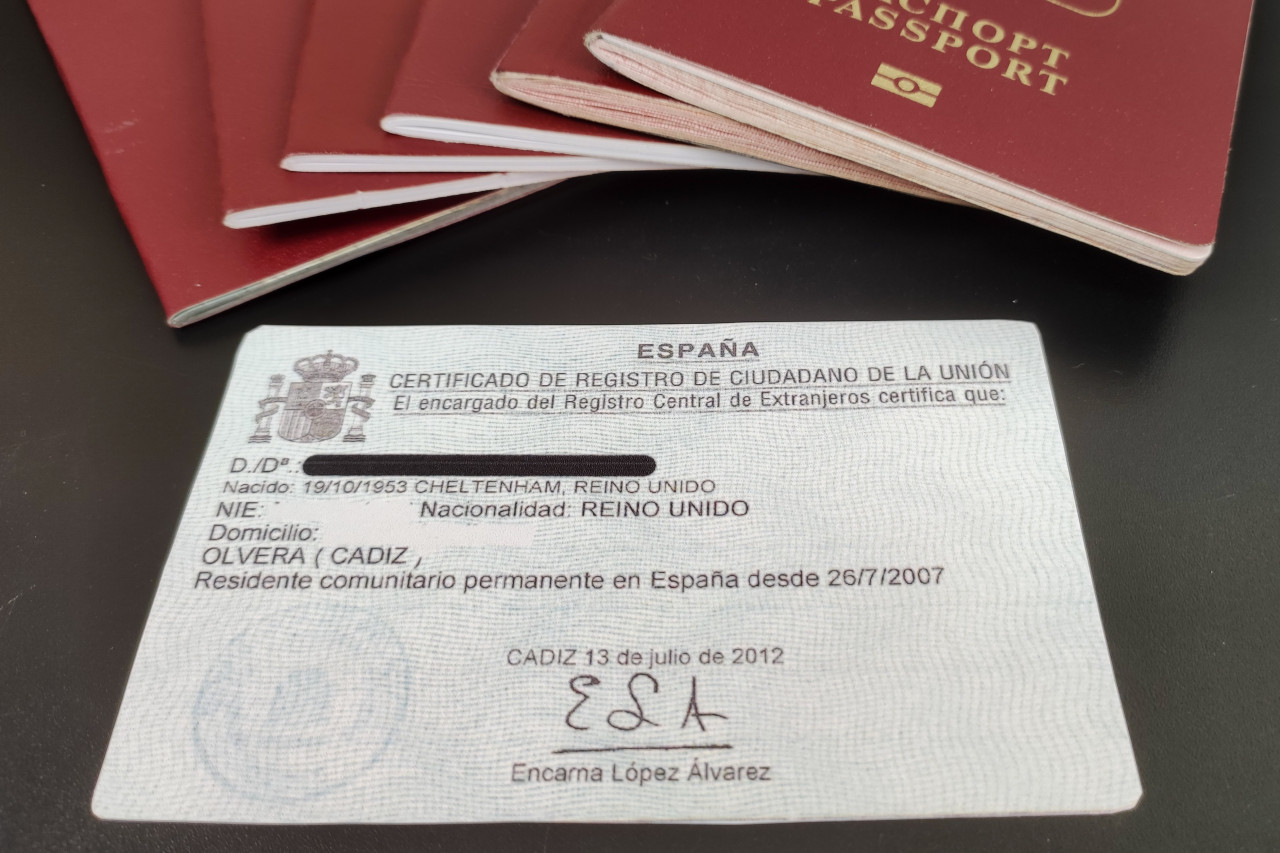 ПАСПОРТ
PASSPORT
ESPAÑA
CERTIFICADO DE REGISTRO DE CIUDADANO DE LA UNIÓN
El encargado del Registro Central de Extranjeros certifica que:
D./Dª.:
Nacido: 19/10/1953 CHELTENHAM, REINO UNIDO
NIE: Nacionalidad: REINO UNIDO
Domicilio:
OLVERA ( CADIZ ,
Residente comunitario permanente en España desde 26/7/2007
CADIZ 13 de julio de 2012
ELA
Encarna López Álvarez